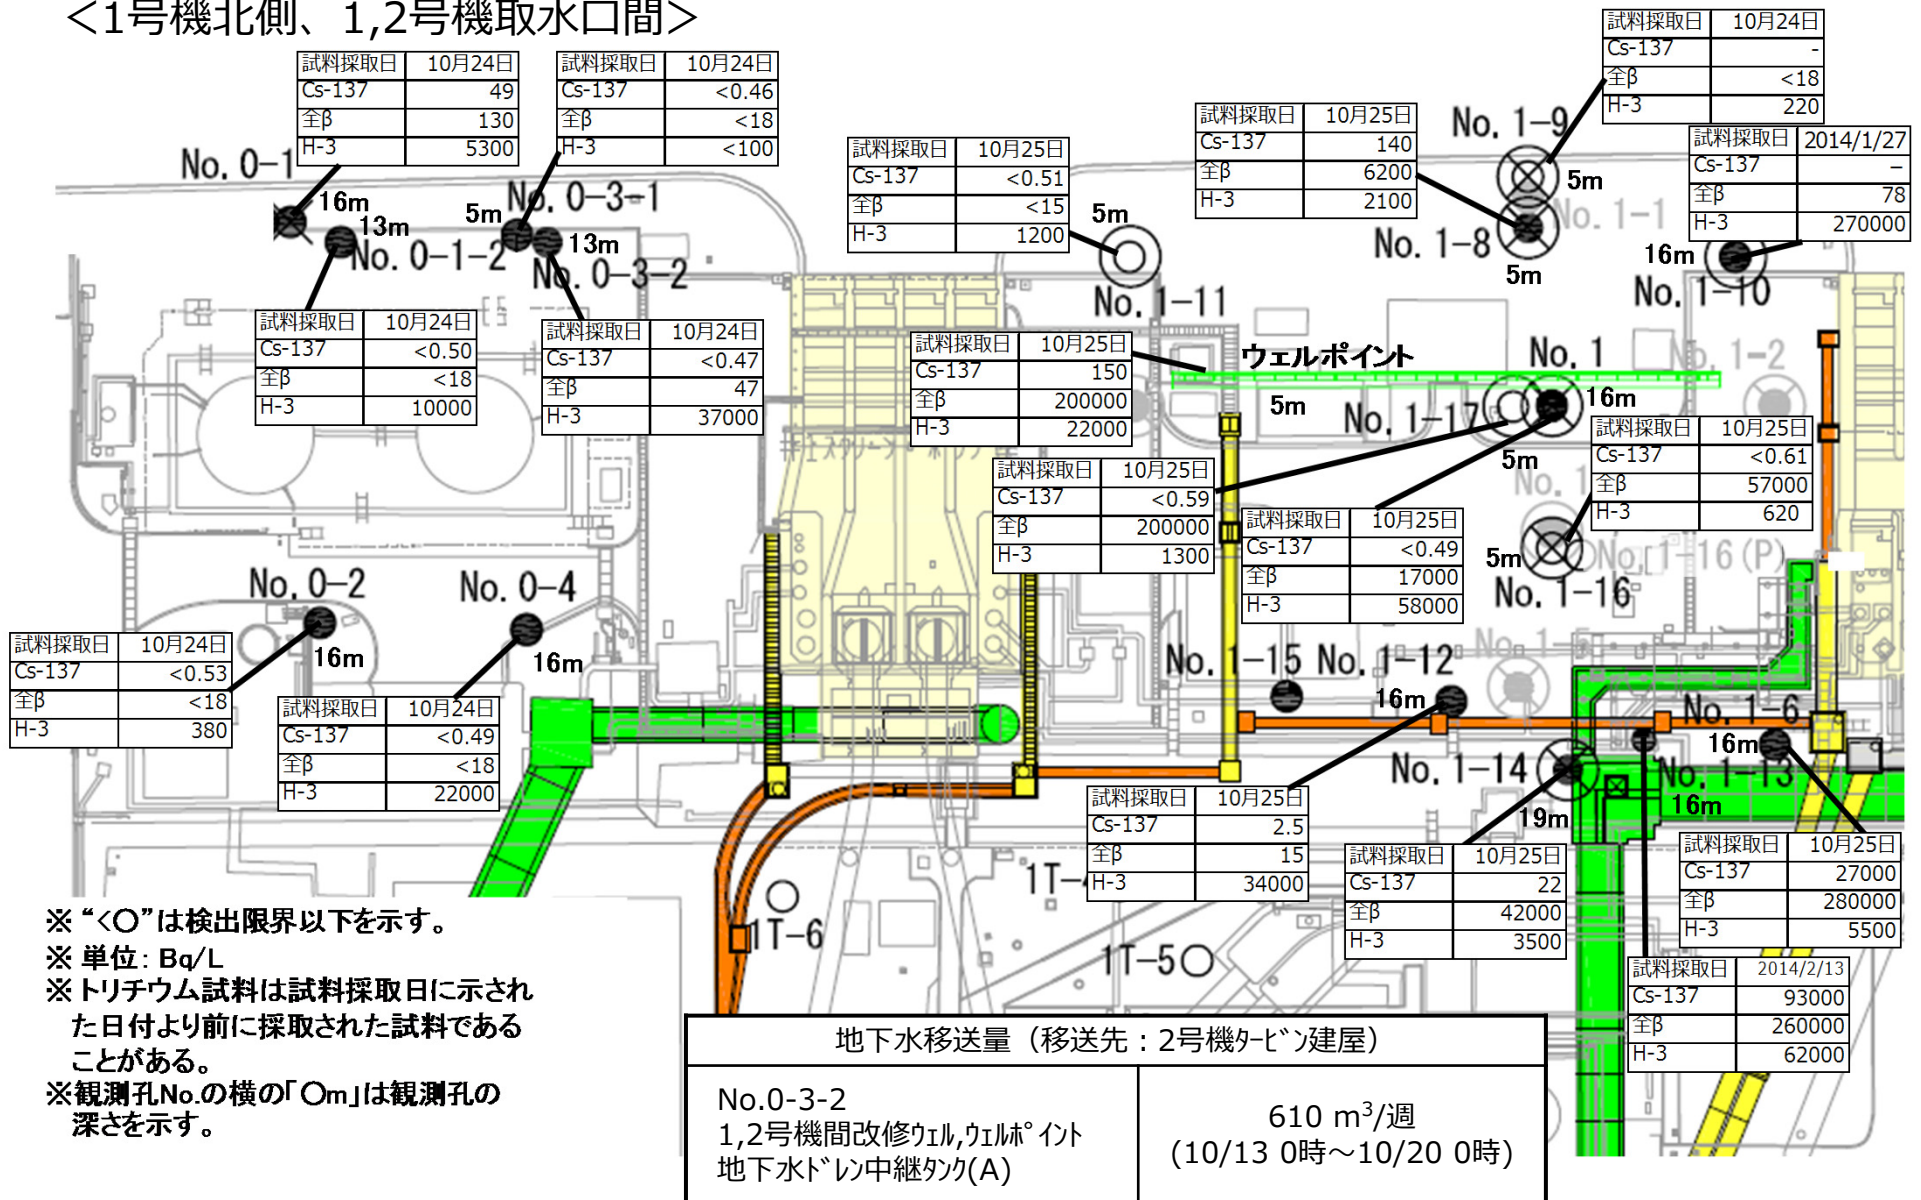 ＜1号機北側、1,2号機取水口間＞
試料採取日 10月24日
Cs-137 49
全β 130
H-3 5300
試料採取日 10月24日
Cs-137 <0.46
全β <18
H-3 <100
試料採取日 10月24日
Cs-137 -
全β <18
H-3 220
試料採取日 10月25日
Cs-137 140
全β 6200
H-3 2100
試料採取日 10月25日
Cs-137 <0.51
全β <15
H-3 1200
試料採取日 2014/1/27
Cs-137 －
全β 78
H-3 270000
No. 0-1
16m
13m
No. 0-1-2
5m
No. 0-3-1
13m
No. 0-3-2
5m
No. 1-11
No. 1-9
5m
No. 1-1
No. 1-8
5m
16m
No. 1-10
試料採取日 10月24日
Cs-137 <0.50
全β <18
H-3 10000
試料採取日 10月24日
Cs-137 <0.47
全β 47
H-3 37000
試料採取日 10月25日
Cs-137 150
全β 200000
H-3 22000
ウェルポイント
5m
No. 1
16m
1-2
No. 1-17
5m
試料採取日 10月25日
Cs-137 <0.61
全β 57000
H-3 620
試料採取日 10月25日
Cs-137 <0.59
全β 200000
H-3 1300
試料採取日 10月25日
Cs-137 <0.49
全β 17000
H-3 58000
No. 1
5m
No. 1-16
No. 1-16(P)
No. 0-2
16m
No. 0-4
16m
試料採取日 10月24日
Cs-137 <0.53
全β <18
H-3 380
試料採取日 10月24日
Cs-137 <0.49
全β <18
H-3 22000
No. 1-15
No. 1-12
16m
No. 1-5
No. 1-6
16m
No. 1-14
19m
No. 1-13
16m
試料採取日 10月25日
Cs-137 2.5
全β 15
H-3 34000
試料採取日 10月25日
Cs-137 22
全β 42000
H-3 3500
試料採取日 10月25日
Cs-137 27000
全β 280000
H-3 5500
試料採取日 2014/2/13
Cs-137 93000
全β 260000
H-3 62000
1T-6
1T-4
1T-5
※ “<○”は検出限界以下を示す。
※ 単位: Bq/L
※トリチウム試料は試料採取日に示され
た日付より前に採取された試料である
ことがある。
※観測孔No.の横の「○m」は観測孔の
深さを示す。
地下水移送量（移送先：2号機ﾀｰﾋﾞﾝ建屋）
No.0-3-2
1,2号機間改修ｳｪﾙ,ｳｪﾙﾎﾟｲﾝﾄ
地下水ﾄﾞﾚﾝ中継ﾀﾝｸ(A)
610 m³/週
(10/13 0時～10/20 0時)